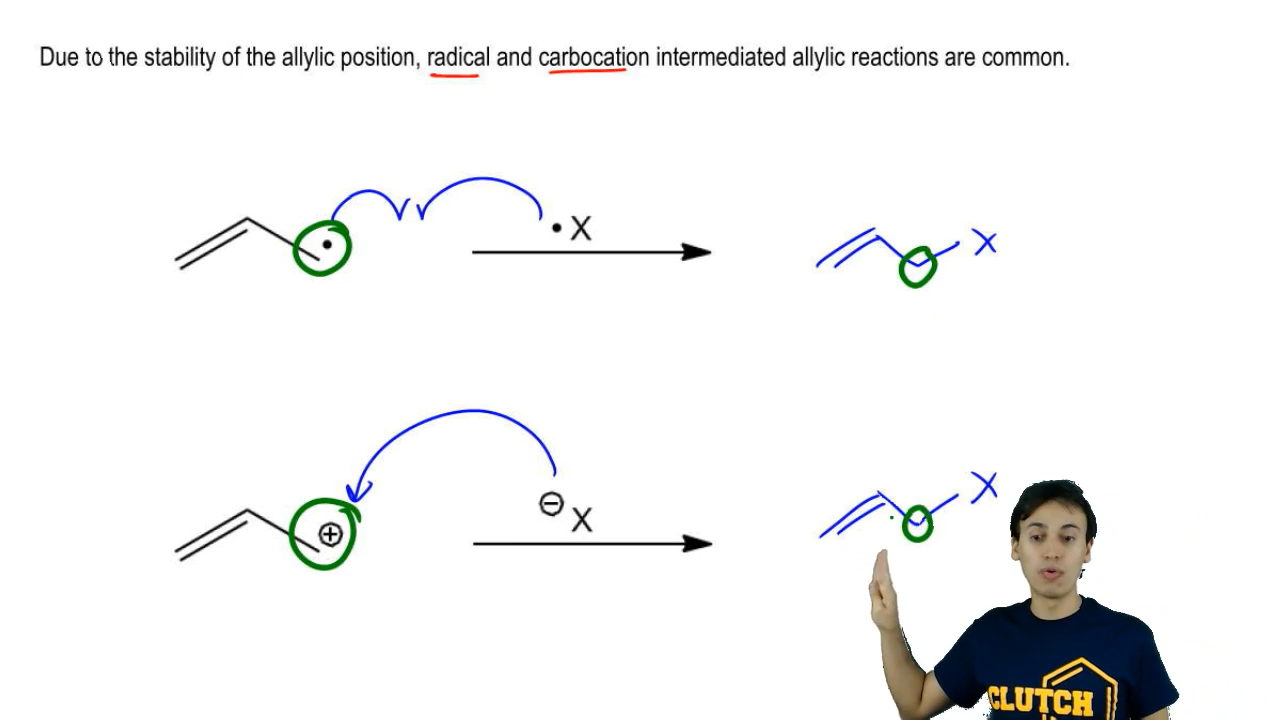 Due to the stability of the allylic position, radical and carbocation intermediated allylic reactions are common.
• X
X
⊕
⊖ X
X
CLUTCH